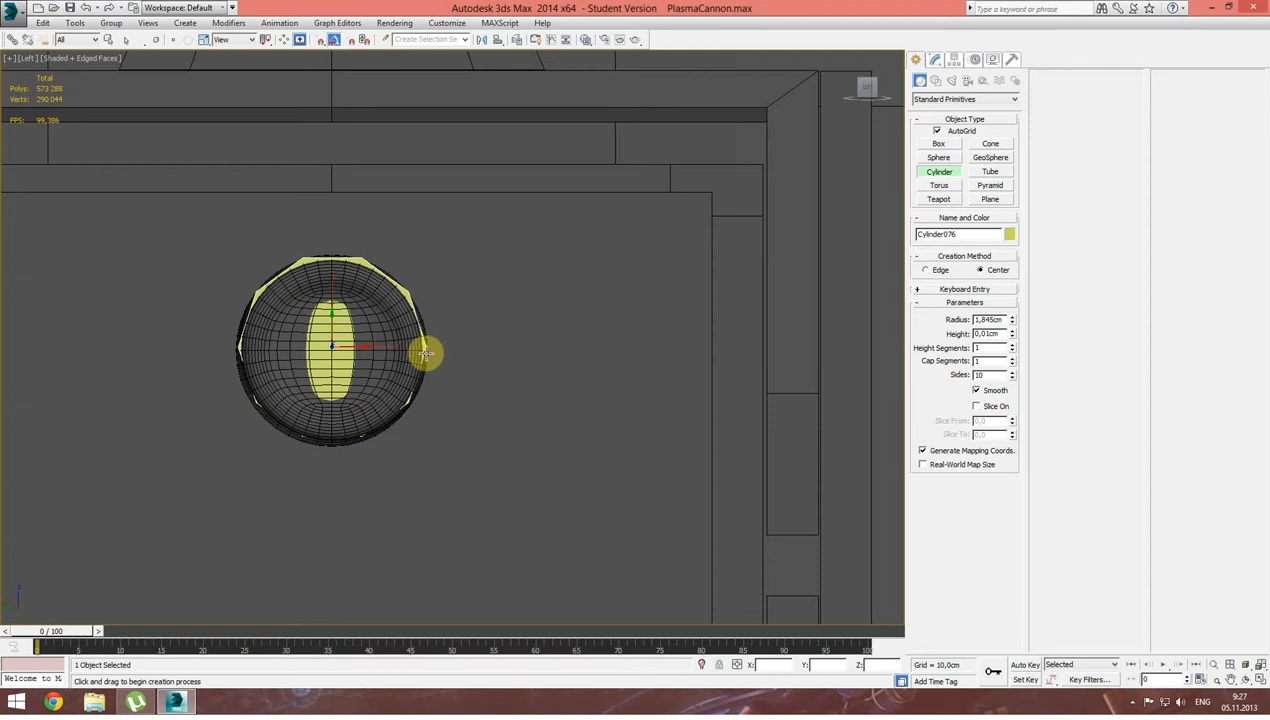 Workspace: Default
Autodesk 3ds Max 2014 x64 - Student Version PlasmaCannon.max
Type a keyword or phrase
Edit Tools Group Views Create Modifiers Animation Graph Editors Rendering Customize MAXScript Help
All View Create Selection Se
[+] [Left] [Shaded + Edged Faces]
Total
Polys: 573 288
Verts: 290 044
FPS: 99,386
LEFT
Standard Primitives
- Object Type
AutoGrid
Box Cone
Sphere GeoSphere
Cylinder Tube
Torus Pyramid
Teapot Plane
- Name and Color
Cylinder076
- Creation Method
Edge Center
+ Keyboard Entry
- Parameters
Radius: 1,845cm
Height: 0,01cm
Height Segments: 1
Cap Segments: 1
Sides: 10
Smooth
Slice On
Slice From: 0,0
Slice To: 0,0
Generate Mapping Coords.
Real-World Map Size
z
0 / 100
0 5 10 15 20 25 30 35 40 45 50 55 60 65 70 75 80 85 90 95 100
1 Object Selected X: Y: Z: Grid = 10,0cm Auto Key Selected
Welcome to M Click and drag to begin creation process Add Time Tag Set Key Key Filters... 0
ENG 9:27
05.11.2013